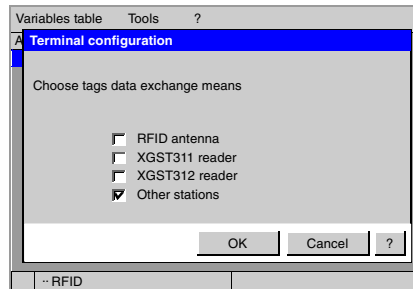 Variables table Tools ?
A
Terminal configuration
Choose tags data exchange means
RFID antenna
XGST311 reader
XGST312 reader
Other stations
OK Cancel ?
·· RFID